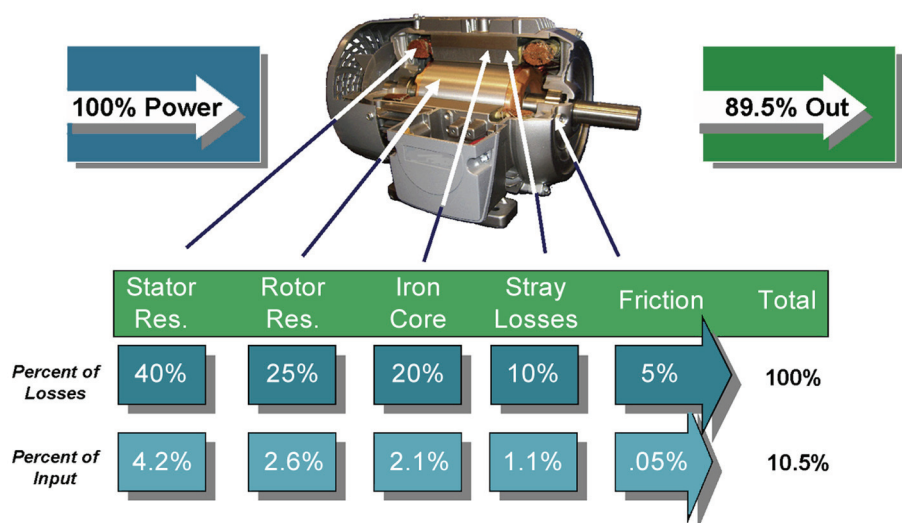 100% Power
89.5% Out
Stator Res.
Rotor Res.
Iron Core
Stray Losses
Friction
Total
Percent of Losses
40%
25%
20%
10%
5%
100%
Percent of Input
4.2%
2.6%
2.1%
1.1%
.05%
10.5%